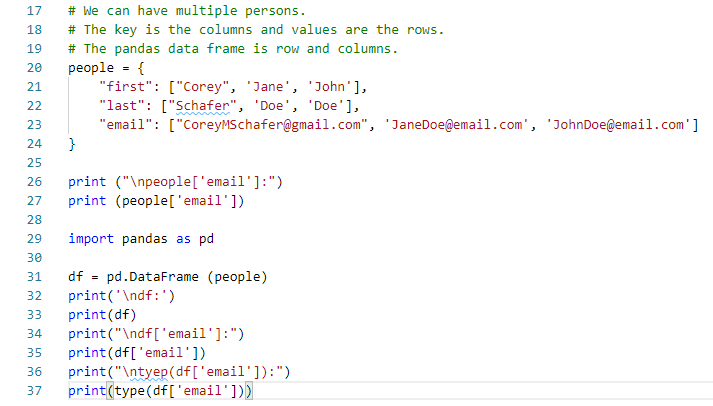 17 # We can have multiple persons.
18 # The key is the columns and values are the rows.
19 # The pandas data frame is row and columns.
20 people = {
21     "first": ["Corey", 'Jane', 'John'],
22     "last": ["Schafer", 'Doe', 'Doe'],
23     "email": ["CoreyMSchafer@gmail.com", 'JaneDoe@email.com', 'JohnDoe@email.com']
24 }
25
26 print ("\npeople['email']:")
27 print (people['email'])
28
29 import pandas as pd
30
31 df = pd.DataFrame (people)
32 print('\ndf:')
33 print(df)
34 print("\ndf['email']:")
35 print(df['email'])
36 print("\ntyep(df['email']):")
37 print(type(df['email']))